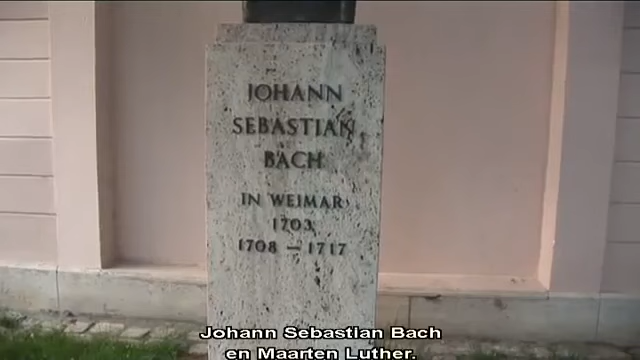 JOHANN
SEBASTIAN
BACH
IN WEIMAR
1703
1708 – 1717
Johann Sebastian Bach
en Maarten Luther.